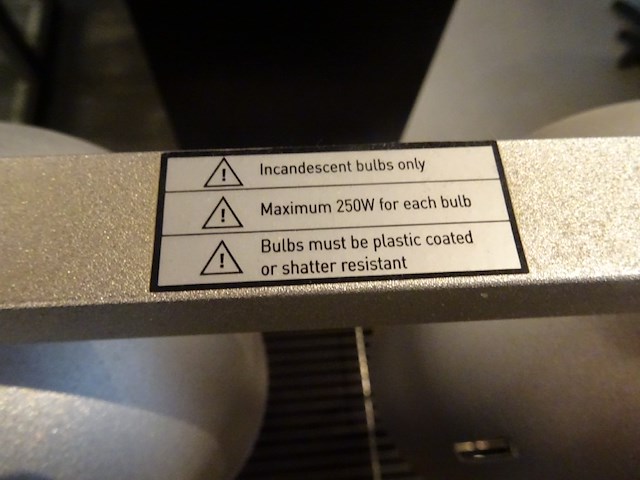 Incandescent bulbs only
Maximum 250W for each bulb
Bulbs must be plastic coated
or shatter resistant